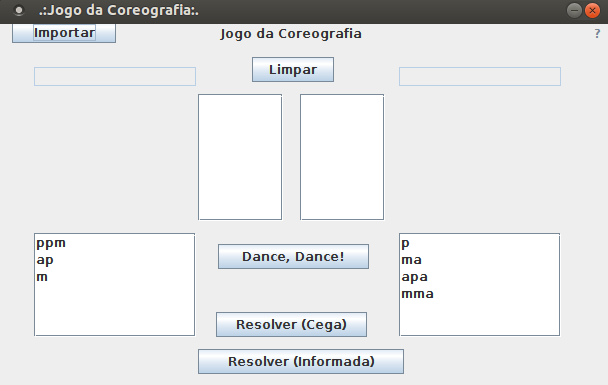 .:Jogo da Coreografia:.
Importar
Jogo da Coreografia
?
Limpar
ppm
ap
m
Dance, Dance!
p
ma
apa
mma
Resolver (Cega)
Resolver (Informada)